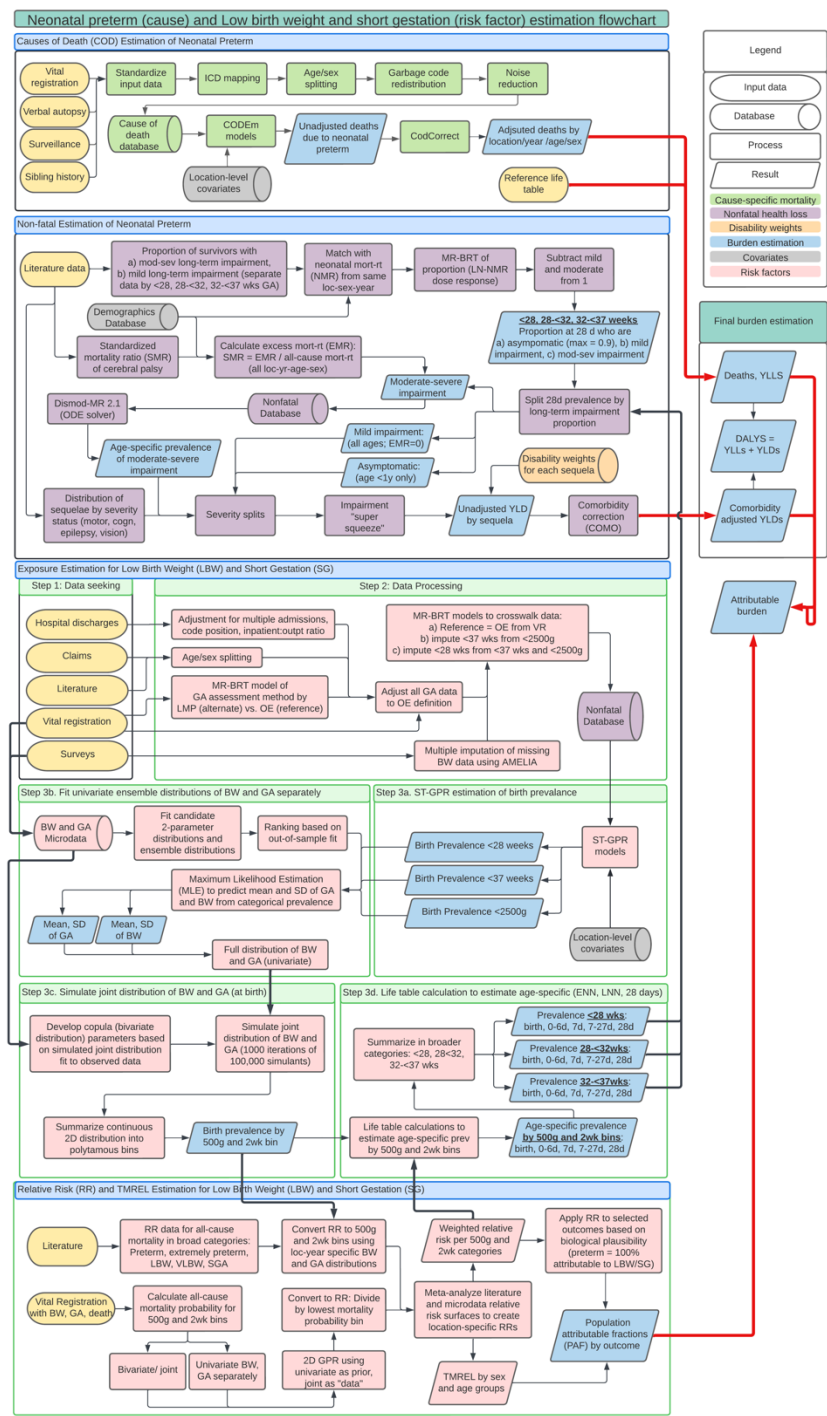 Neonatal preterm (cause) and Low birth weight and short gestation (risk factor) estimation flowchart
Causes of Death (COD) Estimation of Neonatal Preterm
Vital
registration
Verbal autopsy
Surveillance
Sibling history
Standardize
input data
ICD mapping
Age/sex
splitting
Garbage code
redistribution
Noise
reduction
Cause of
death
database
CODEm
models
Unadjusted deaths
due to neonatal
preterm
CodCorrect
Adjusted deaths by
location/year /age/sex
Location-level
covariates
Reference life
table
Legend
Input data
Database
Process
Result
Cause-specific mortality
Nonfatal health loss
Disability weights
Burden estimation
Covariates
Risk factors
Non-fatal Estimation of Neonatal Preterm
Literature data
Proportion of survivors with
a) mod-sev long-term impairment,
b) mild long-term impairment (separate
data by <28, 28-<32, 32-<37 wks GA)
Match with
neonatal mort-rt
(NMR) from same
loc-sex-year
MR-BRT of
proportion (LN-NMR
dose response)
Subtract mild
and moderate
from 1
Demographics
Database
<28, 28-<32, 32-<37 weeks
Proportion at 28 d who are
a) asympomatic (max = 0.9), b) mild
impairment, c) mod-sev impairment
Standardized
mortality ratio (SMR)
of cerebral palsy
Calculate excess mort-rt (EMR):
SMR = EMR / all-cause mort-rt
(all loc-yr-age-sex)
Moderate-severe
impairment
Split 28d prevalence by
long-term impairment
proportion
Dismod-MR 2.1
(ODE solver)
Nonfatal
Database
Mild impairment:
(all ages; EMR=0)
Age-specific prevalence
of moderate-severe
impairment
Asymptomatic:
(age <1y only)
Disability weights
for each sequela
Distribution of
sequelae by severity
status (motor, cogn,
epilepsy, vision)
Severity splits
Impairment
"super
squeeze"
Unadjusted YLD
by sequela
Comorbidity
correction
(COMO)
Final burden estimation
Deaths, YLLS
DALYS =
YLLs + YLDs
Comorbidity
adjusted YLDs
Attributable
burden
Exposure Estimation for Low Birth Weight (LBW) and Short Gestation (SG)
Step 1: Data seeking
Step 2: Data Processing
Hospital discharges
Claims
Literature
Vital registration
Surveys
Adjustment for multiple admissions,
code position, inpatient:outpt ratio
Age/sex splitting
MR-BRT model of
GA assessment method by
LMP (alternate) vs. OE (reference)
MR-BRT models to crosswalk data:
a) Reference = OE from VR
b) impute <37 wks from <2500g
c) impute <28 wks from <37 wks and <2500g
Adjust all GA data
to OE definition
Multiple imputation of missing
BW data using AMELIA
Nonfatal
Database
Step 3b. Fit univariate ensemble distributions of BW and GA separately
Step 3a. ST-GPR estimation of birth prevalance
BW and GA
Microdata
Fit candidate
2-parameter
distributions and
ensemble distributions
Ranking based on
out-of-sample fit
Maximum Likelihood Estimation
(MLE) to predict mean and SD of GA
and BW from categorical prevalence
Mean, SD
of GA
Mean, SD
of BW
Full distribution of BW
and GA (univariate)
Birth Prevalence <28 weeks
Birth Prevalence <37 weeks
Birth Prevalence <2500g
ST-GPR
models
Location-level
covariates
Step 3c. Simulate joint distribution of BW and GA (at birth)
Step 3d. Life table calculation to estimate age-specific (ENN, LNN, 28 days)
Develop copula (bivariate
distribution) parameters based
on simulated joint distribution
fit to observed data
Simulate joint
distribution of BW and
GA (1000 iterations of
100,000 simulants)
Summarize continuous
2D distribution into
polytamous bins
Birth prevalence by
500g and 2wk bin
Summarize in broader
categories: <28, 28<32,
32-<37 wks
Prevalence <28 wks:
birth, 0-6d, 7d, 7-27d, 28d
Prevalence 28-<32wks:
birth, 0-6d, 7d, 7-27d, 28d
Prevalence 32-<37wks:
birth, 0-6d, 7d, 7-27d, 28d
Life table calculations to
estimate age-specific prev
by 500g and 2wk bins
Age-specific prevalence
by 500g and 2wk bins:
birth, 0-6d, 7d, 7-27d, 28d
Relative Risk (RR) and TMREL Estimation for Low Birth Weight (LBW) and Short Gestation (SG)
Literature
RR data for all-cause
mortality in broad categories:
Preterm, extremely preterm,
LBW, VLBW, SGA
Convert RR to 500g
and 2wk bins using
loc-year specific BW
and GA distributions
Weighted relative
risk per 500g and
2wk categories
Apply RR to selected
outcomes based on
biological plausibility
(preterm = 100%
attributable to LBW/SG)
Vital Registration
with BW, GA, death
Calculate all-cause
mortality probability for
500g and 2wk bins
Convert to RR: Divide
by lowest mortality
probability bin
Meta-analyze literature
and microdata relative
risk surfaces to create
location-specific RRs
Population
attributable fractions
(PAF) by outcome
Bivariate/ joint
Univariate BW,
GA separately
2D GPR using
univariate as prior,
joint as "data"
TMREL by sex
and age groups